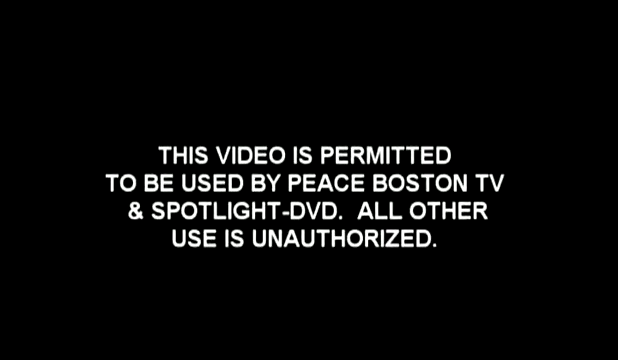 THIS VIDEO IS PERMITTED
TO BE USED BY PEACE BOSTON TV
& SPOTLIGHT-DVD.  ALL OTHER
USE IS UNAUTHORIZED.